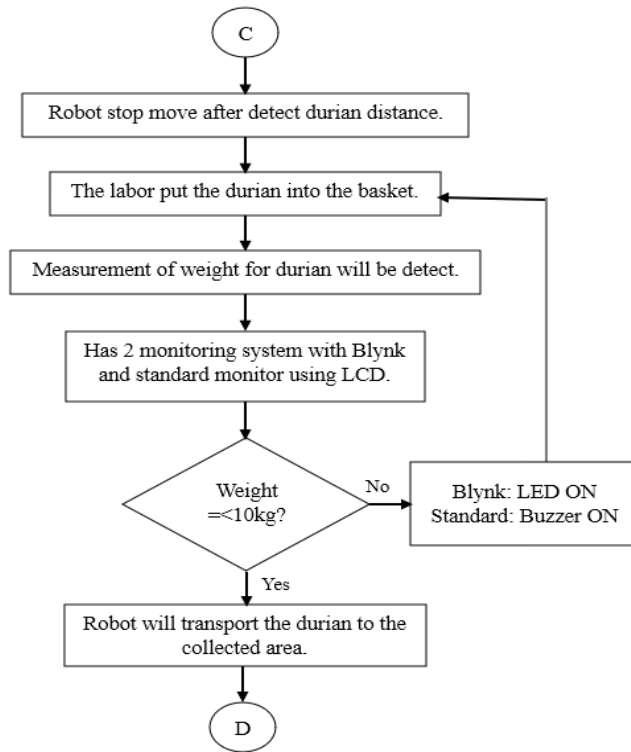 C
Robot stop move after detect durian distance.
The labor put the durian into the basket.
Measurement of weight for durian will be detect.
Has 2 monitoring system with Blynk
and standard monitor using LCD.
Weight
=<10kg?
No
Blynk: LED ON
Standard: Buzzer ON
Yes
Robot will transport the durian to the
collected area.
D